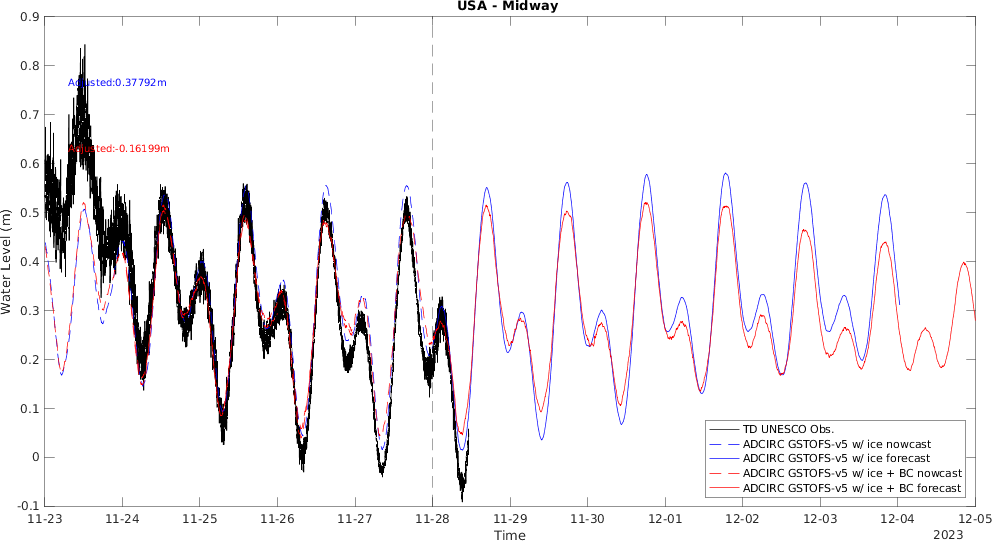 USA - Midway
0.9
0.8
0.7
0.6
0.5
0.4
0.3
0.2
0.1
0
-0.1
Water Level (m)
Adjusted:0.37792m
Adjusted:-0.16199m
TD UNESCO Obs.
ADCIRC GSTOFS-v5 w/ ice nowcast
ADCIRC GSTOFS-v5 w/ ice forecast
ADCIRC GSTOFS-v5 w/ ice + BC nowcast
ADCIRC GSTOFS-v5 w/ ice + BC forecast
11-23 11-24 11-25 11-26 11-27 11-28 11-29 11-30 12-01 12-02 12-03 12-04 12-05
Time
2023